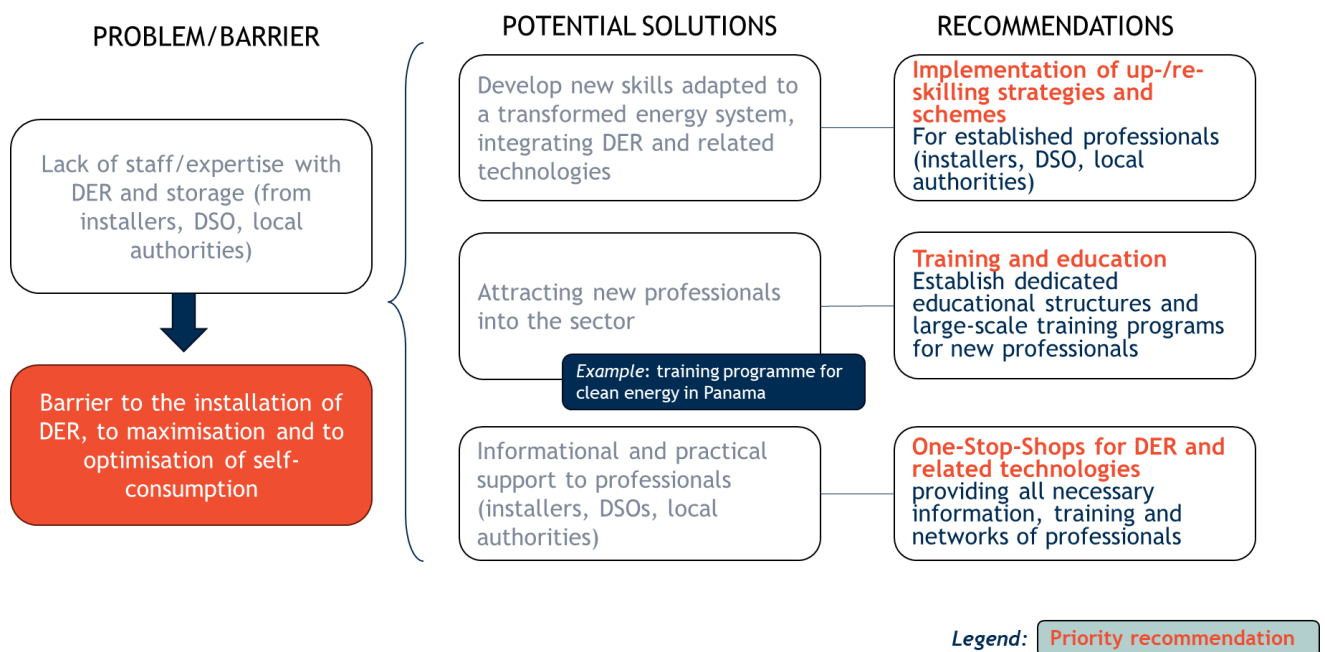 PROBLEM/BARRIER
Lack of staff/expertise with
DER and storage (from
installers, DSO, local
authorities)
Barrier to the installation of
DER, to maximisation and to
optimisation of self-
consumption
POTENTIAL SOLUTIONS
Develop new skills adapted to
a transformed energy system,
integrating DER and related
technologies
Attracting new professionals
into the sector
Example: training programme for
clean energy in Panama
Informational and practical
support to professionals
(installers, DSOs, local
authorities)
RECOMMENDATIONS
Implementation of up-/re-
skilling strategies and
schemes
For established professionals
(installers, DSO, local
authorities)
Training and education
Establish dedicated
educational structures and
large-scale training programs
for new professionals
One-Stop-Shops for DER and
related technologies
providing all necessary
information, training and
networks of professionals
Legend: Priority recommendation